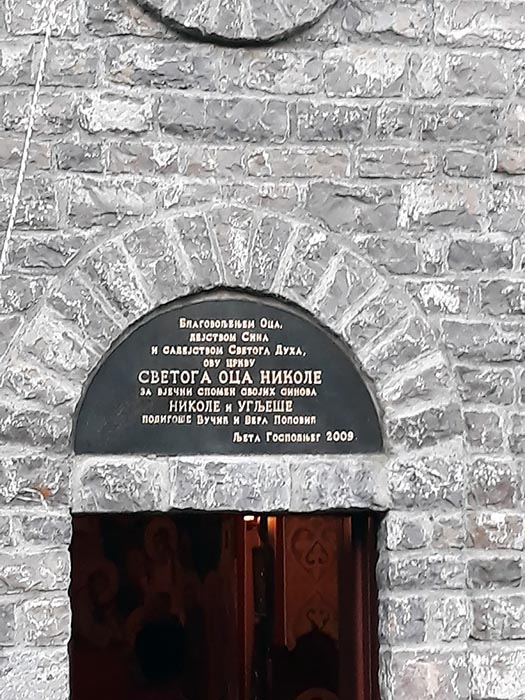 Благовољењем Оца,
дејством Сина
и садејством Светога Духа,
ову цркву
СВЕТОГА ОЦА НИКОЛЕ
за вјечни спомен својих синова
НИКОЛЕ и УГЉЕШЕ
подигоше Вучић и Вера Поповић
Љета Господњег 2009.